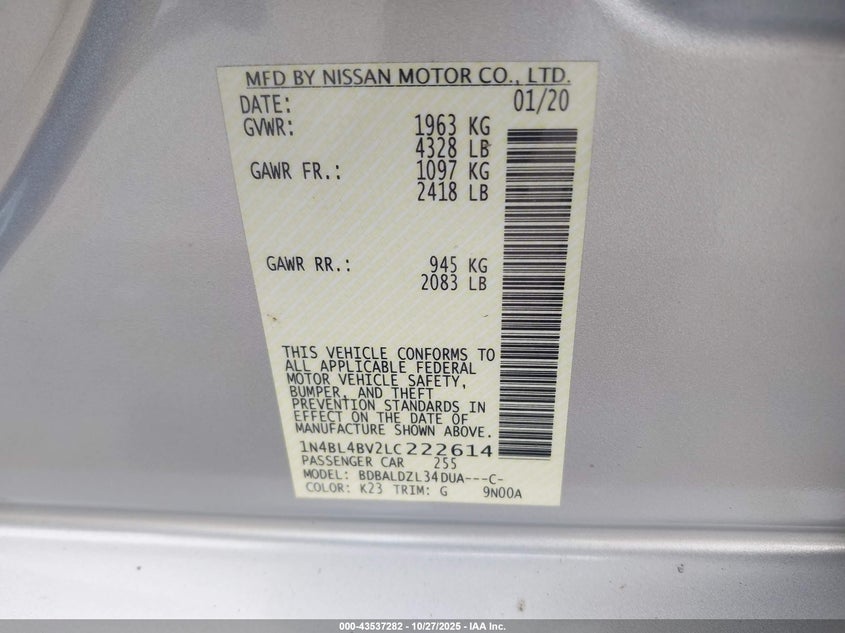 MFD BY NISSAN MOTOR CO., LTD.
DATE: 01/20
GVWR: 1963 KG
4328 LB
GAWR FR.: 1097 KG
2418 LB
GAWR RR.: 945 KG
2083 LB
THIS VEHICLE CONFORMS TO
ALL APPLICABLE FEDERAL
MOTOR VEHICLE SAFETY,
BUMPER, AND THEFT
PREVENTION STANDARDS IN
EFFECT ON THE DATE OF
MANUFACTURE SHOWN ABOVE.
1N4BL4BV2LC222614
PASSENGER CAR 255
MODEL: BDBALDZL34DUA---C-
COLOR: K23 TRIM: G 9N00A
000-43537282 - 10/27/2025 - IAA Inc.